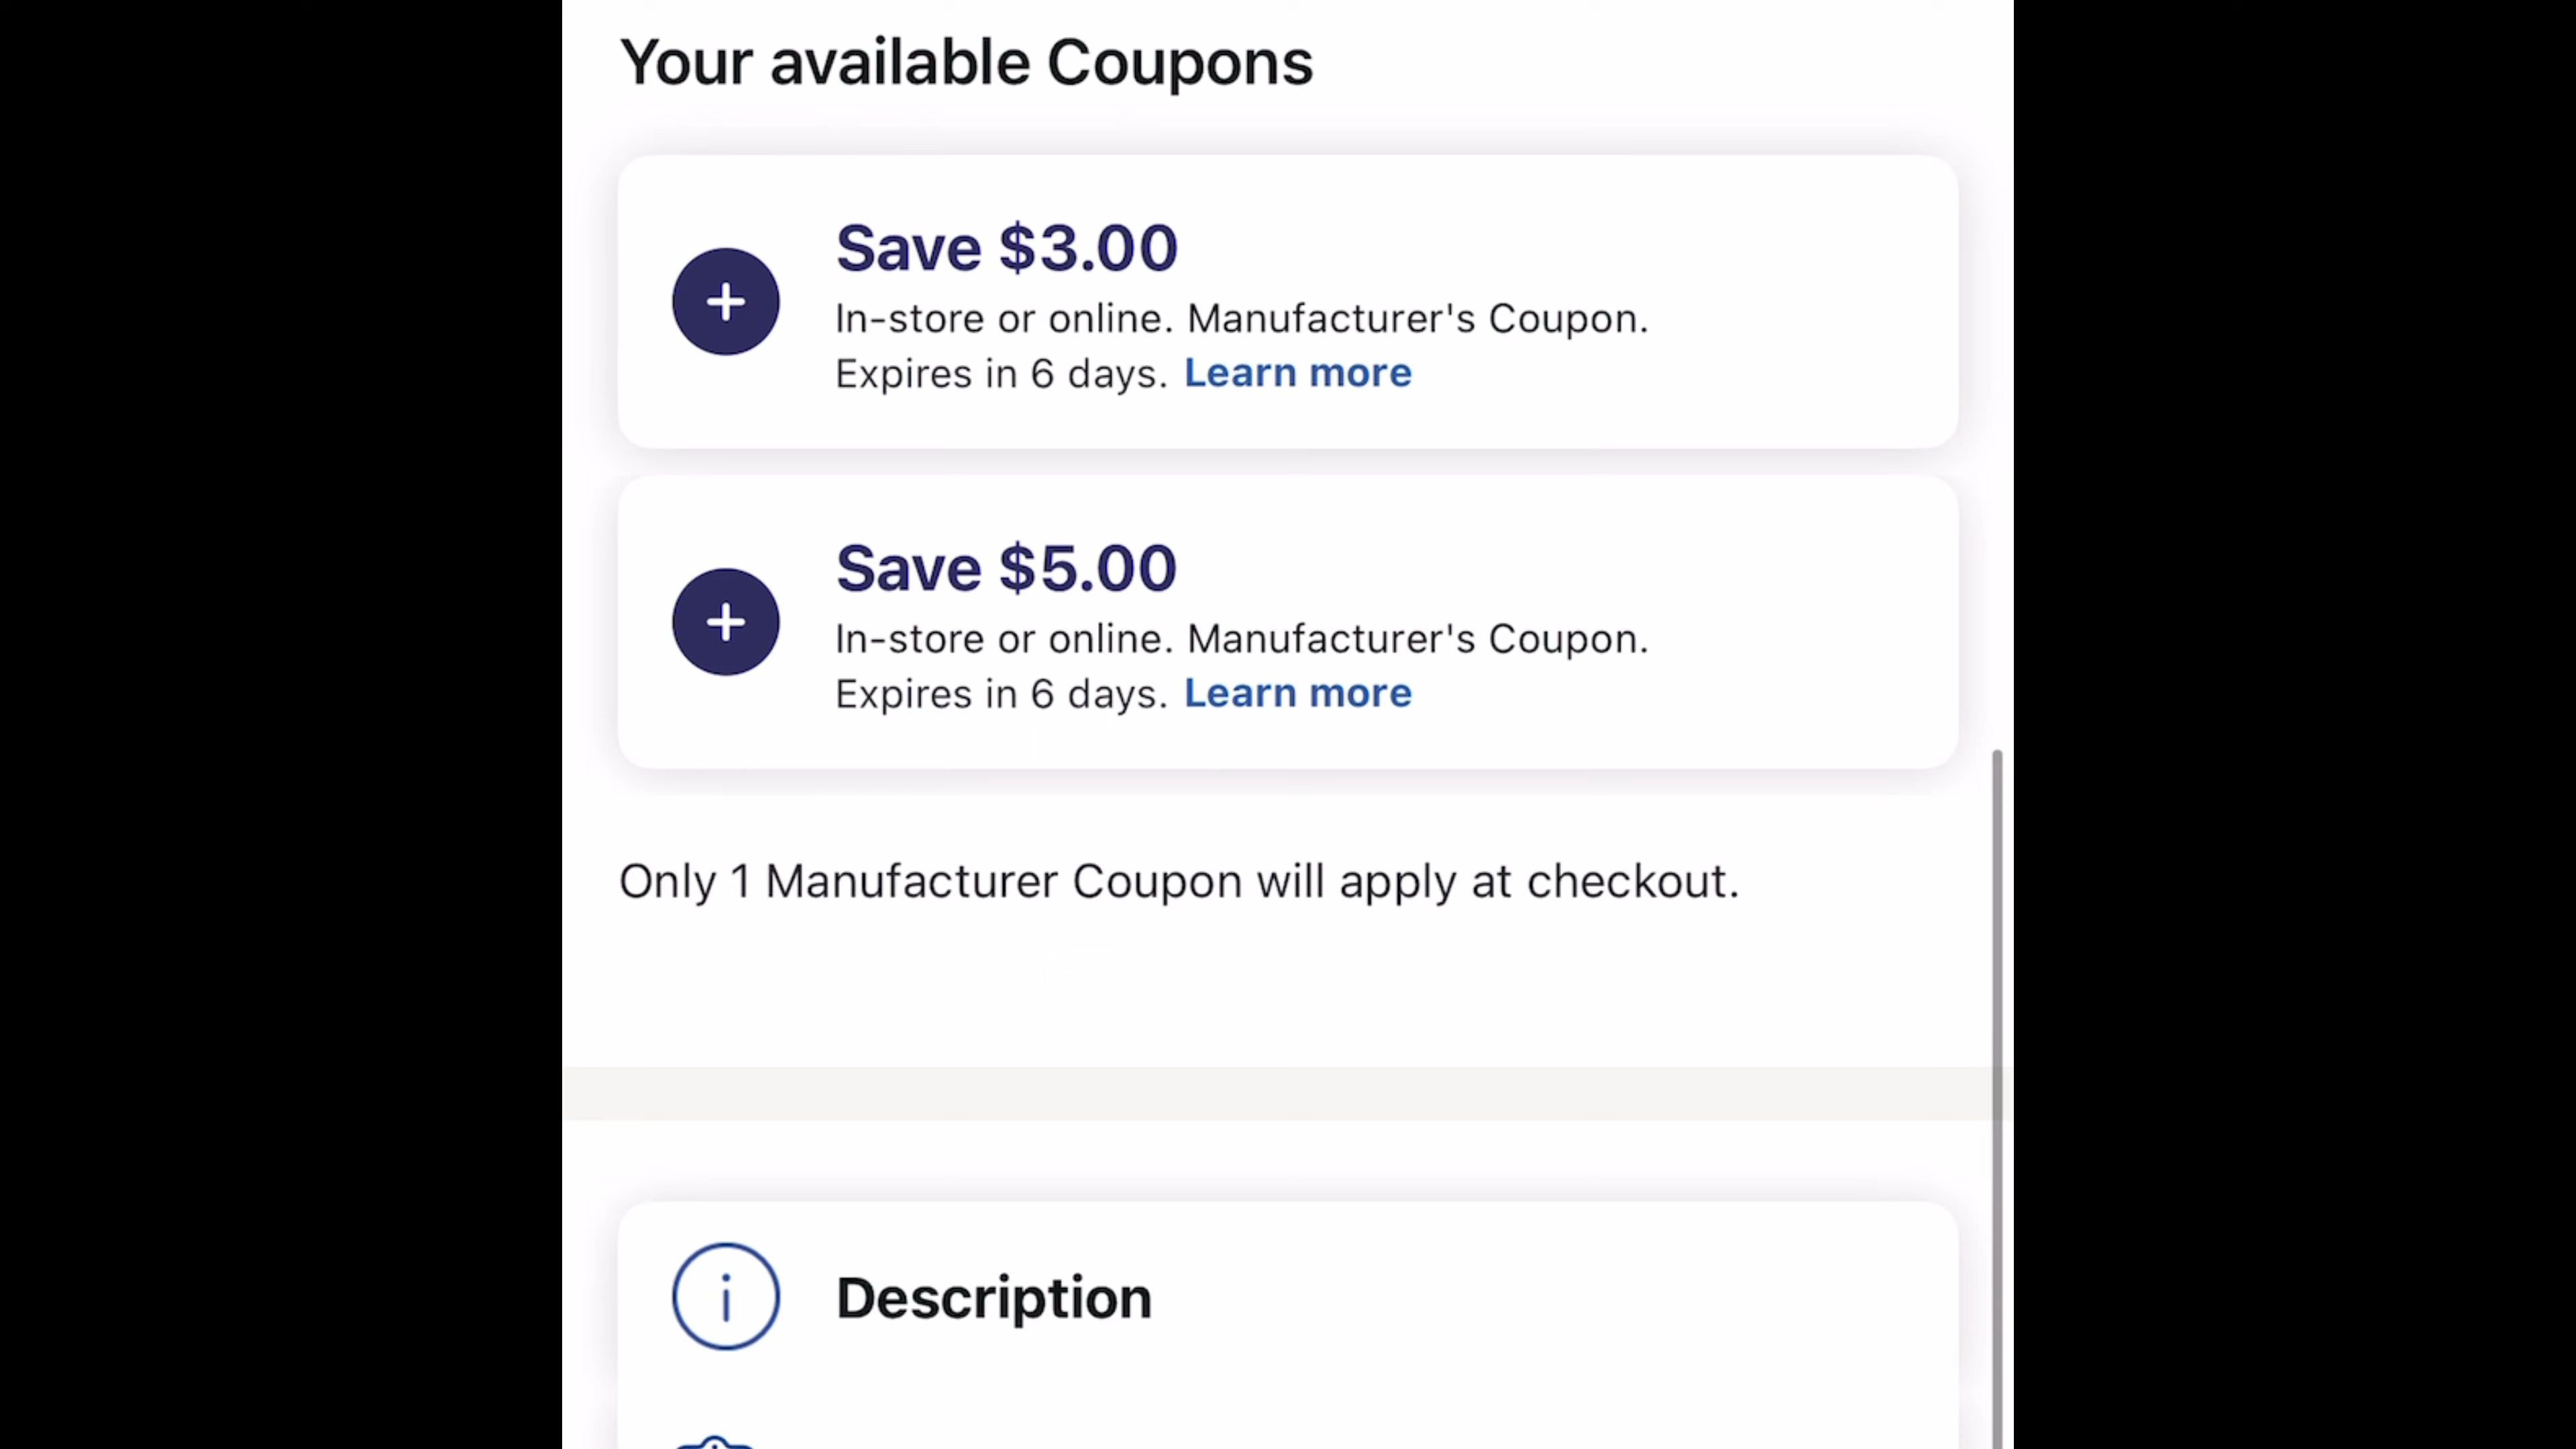 Your available Coupons
Save $3.00
In-store or online. Manufacturer's Coupon.
Expires in 6 days. Learn more
Save $5.00
In-store or online. Manufacturer's Coupon.
Expires in 6 days. Learn more
Only 1 Manufacturer Coupon will apply at checkout.
Description